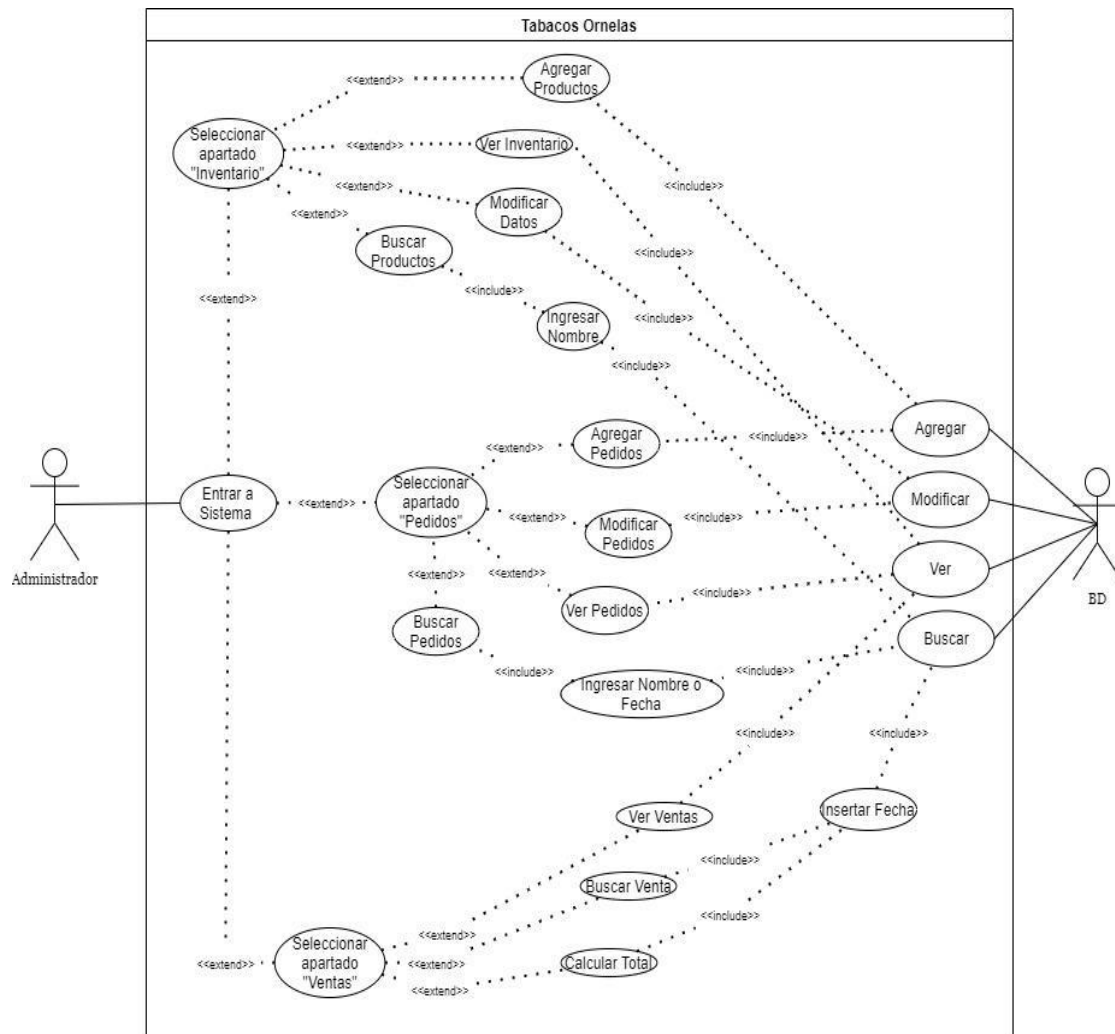 Tabacos Ornelas
<<extend>>
Agregar
Productos
Seleccionar
apartado
"Inventario"
<<extend>>
Ver Inventario
<<extend>>
<<include>>
Modificar
Datos
<<extend>>
Buscar
Productos
<<include>>
<<extend>>
<<include>>
Ingresar
Nombre
<<include>>
<<include>>
Agregar
Pedidos
<<extend>>
<<include>>
Agregar
Entrar a
Sistema
<<extend>>
Seleccionar
apartado
"Pedidos"
<<extend>>
Modificar
Pedidos
<<include>>
Modificar
Administrador
<<extend>>
<<extend>>
Ver
BD
Buscar
Pedidos
Ver Pedidos
<<include>>
Buscar
<<include>>
Ingresar Nombre o
Fecha
<<include>>
<<include>>
<<include>>
Ver Ventas
Insertar Fecha
Buscar Venta
<<include>>
<<include>>
Seleccionar
apartado
"Ventas"
<<extend>>
<<extend>>
<<extend>>
<<extend>>
Calcular Total